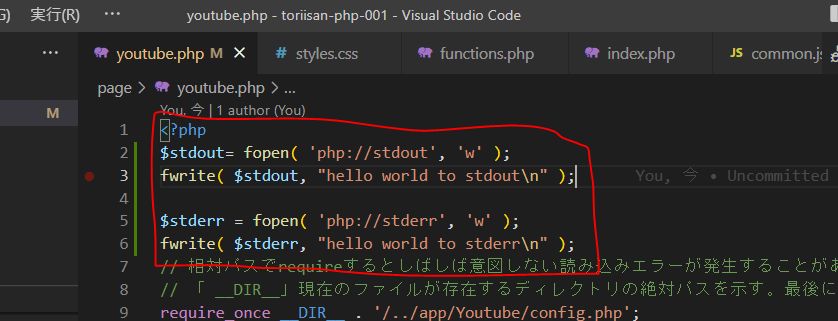 実行(R) ··· youtube.php - toriisan-php-001 - Visual Studio Code
··· youtube.php M × styles.css functions.php index.php JS common.js
M page > youtube.php > ...
You, 今 | 1 author (You)
1 <?php
2 $stdout= fopen( 'php://stdout', 'w' );
3 fwrite( $stdout, "hello world to stdout\n" ); You, 今 • Uncommitted
4
5 $stderr = fopen( 'php://stderr', 'w' );
6 fwrite( $stderr, "hello world to stderr\n" );
7 // 相対パスでrequireするとしばしば意図しない読み込みエラーが発生することがあ
8 // 「 __DIR__」現在のファイルが存在するディレクトリの絶対パスを示す。最後に
9 require_once __DIR__ . '/../app/Youtube/config.php';